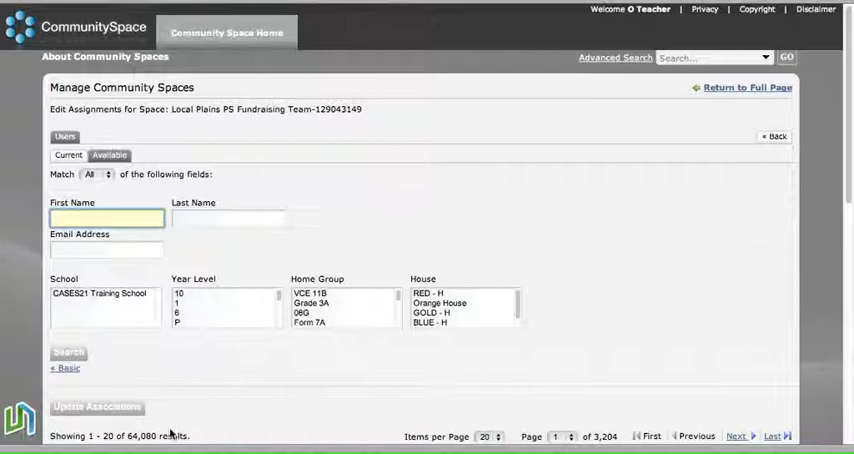 Welcome O Teacher | Privacy | Copyright | Disclaimer
CommunitySpace
Community Space Home
About Community Spaces
Advanced Search Search... GO
Manage Community Spaces
Return to Full Page
Edit Assignments for Space: Local Plains PS Fundraising Team-129043149
Users
« Back
Current Available
Match All of the following fields:
First Name Last Name
Email Address
School Year Level Home Group House
CASES21 Training School 10 VCE 11B RED - H
1 Grade 3A Orange House
6 06G GOLD - H
P Form 7A BLUE - H
Search
« Basic
Update Associations
Showing 1 - 20 of 64,080 results. Items per Page 20 Page 1 of 3,204 First Previous Next Last